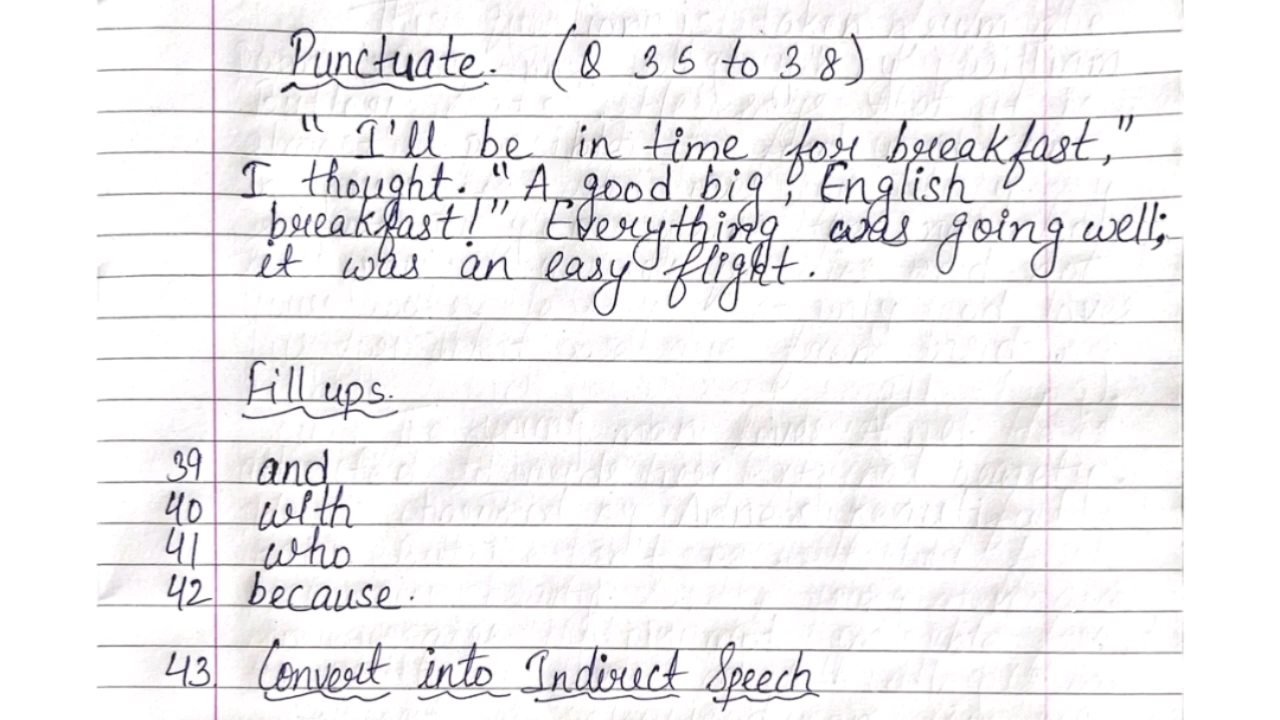 Punctuate. (Q 35 to 38)
" I'll be in time for breakfast,"
I thought. "A good big, English
breakfast!" Everything was going well;
it was an easy flight.
Fill ups.
39 and
40 with
41 who
42 because.
43 Convert into Indirect Speech